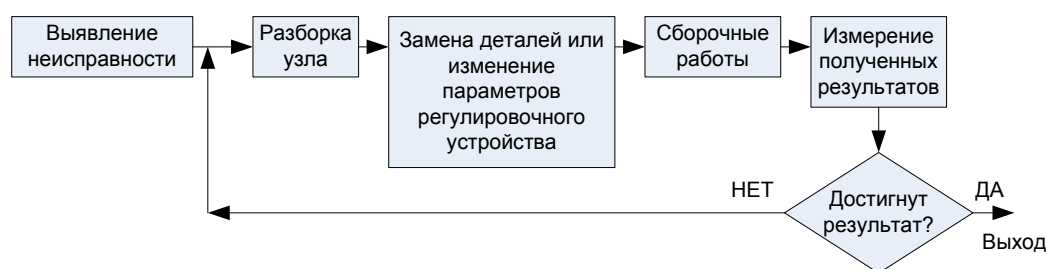 Выявление
неисправности
Разборка
узла
Замена деталей или
изменение
параметров
регулировочного
устройства
Сборочные
работы
Измерение
полученных
результатов
Достигнут
результат?
НЕТ
ДА
Выход